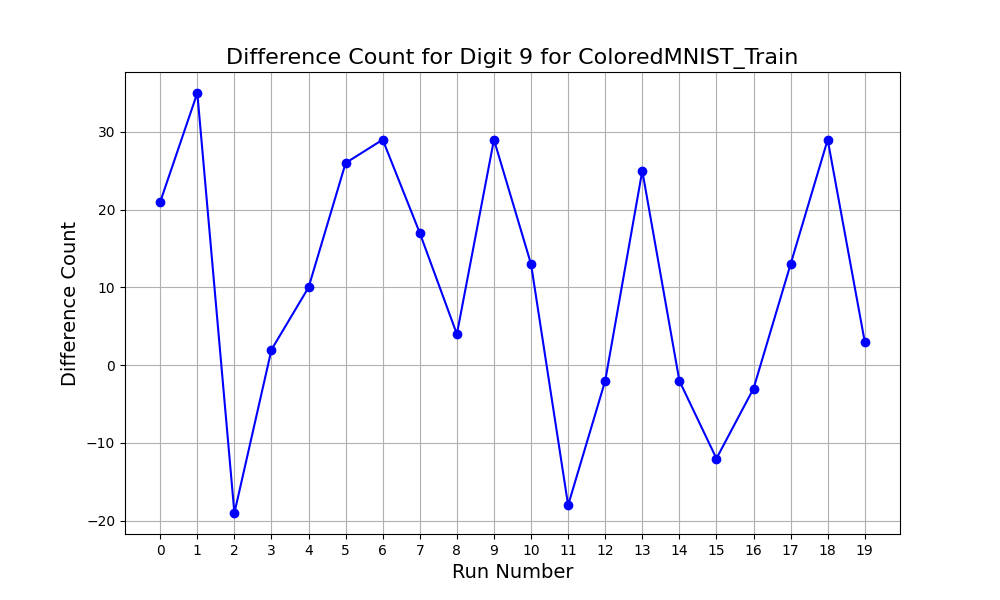 Difference Count for Digit 9 for ColoredMNIST_Train
Difference Count
30
20
10
0
−10
−20
0 1 2 3 4 5 6 7 8 9 10 11 12 13 14 15 16 17 18 19
Run Number